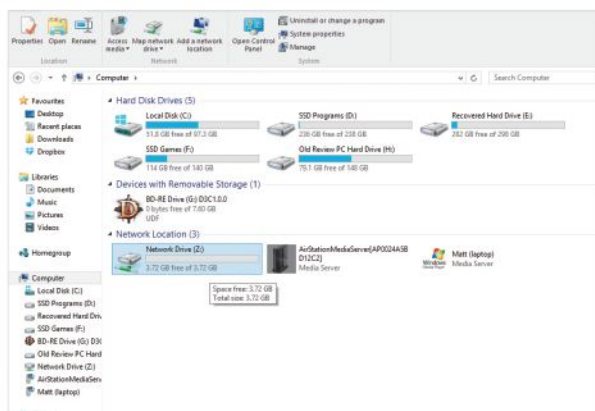 Properties Open Rename
Location
Access media Map network drive Add a network location
Network
Open Control Panel
Uninstall or change a program
System properties
Manage
System
Computer
Search Computer
Favourites
Desktop
Recent places
Downloads
Dropbox
Libraries
Documents
Music
Pictures
Videos
Homegroup
Computer
Local Disk (C:)
SSD Programs (D:)
Recovered Hard Driv
SSD Games (F:)
BD-RE Drive (G:) D3C
Old Review PC Hard
Network Drive (Z:)
AirStationMediaServ
Matt (laptop)
Hard Disk Drives (5)
Local Disk (C:)
51.8 GB free of 97.2 GB
SSD Programs (D:)
236 GB free of 238 GB
Recovered Hard Drive (E:)
282 GB free of 298 GB
SSD Games (F:)
114 GB free of 140 GB
Old Review PC Hard Drive (H:)
79.1 GB free of 148 GB
Devices with Removable Storage (1)
BD-RE Drive (G:) D3C1.0.0
0 bytes free of 7.60 GB
UDF
Network Location (3)
Network Drive (Z:)
3.72 GB free of 3.72 GB
AirStationMediaServer[AP0024A5B
D12C2]
Media Server
Matt (laptop)
Media Server
Space free: 3.72 GB
Total size: 3.72 GB